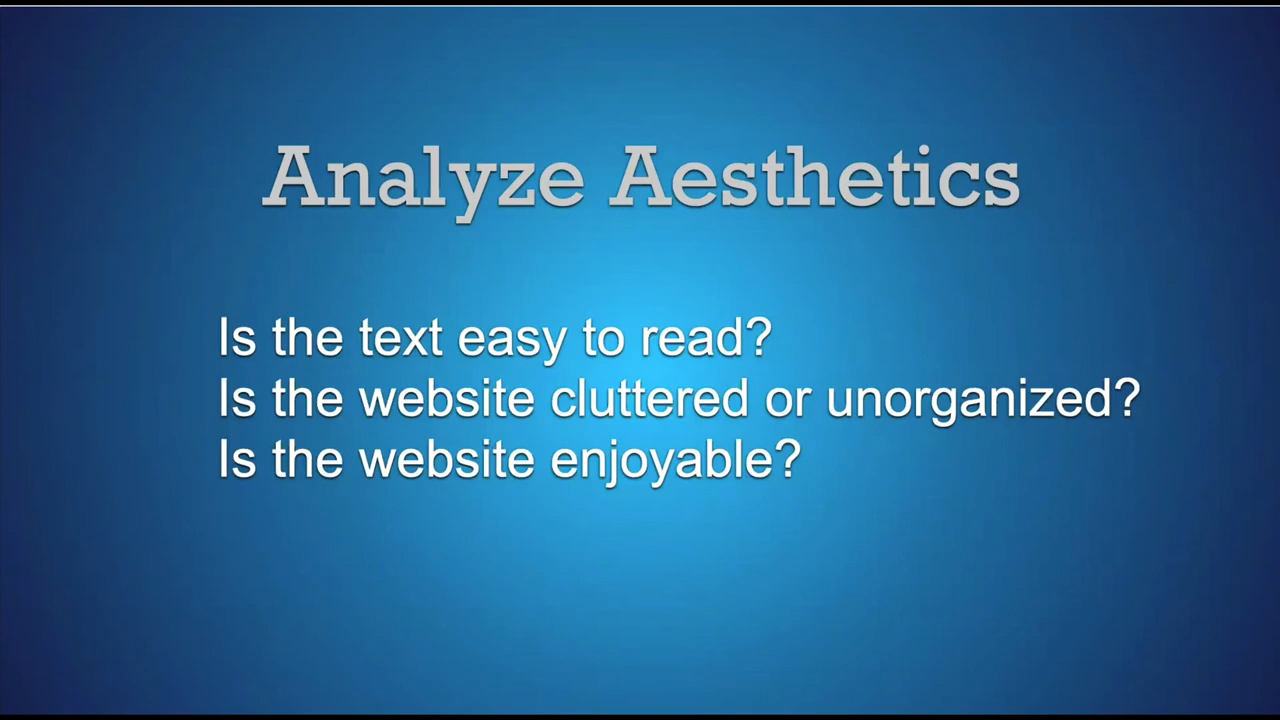 Analyze Aesthetics
Is the text easy to read?
Is the website cluttered or unorganized?
Is the website enjoyable?